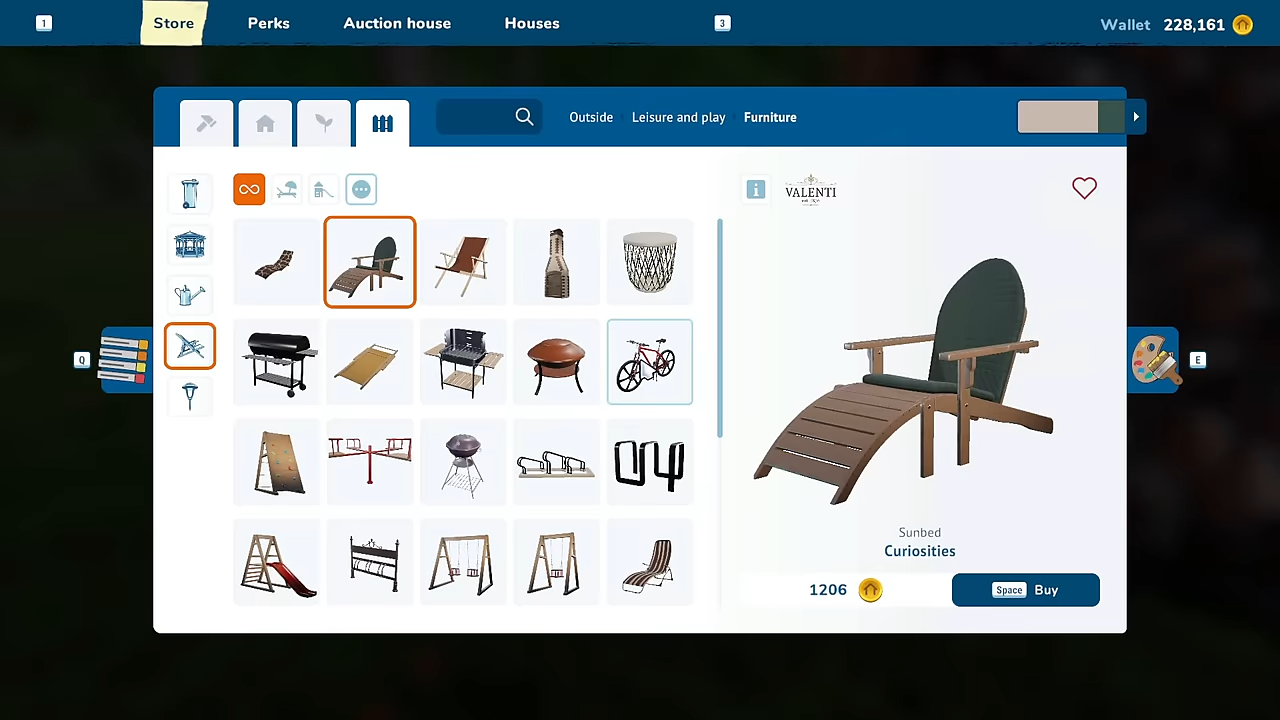 1
Store
Perks
Auction house
Houses
3
Wallet 228,161
Outside
Leisure and play
Furniture
VALENTI
Q
E
Sunbed
Curiosities
1206
Space Buy